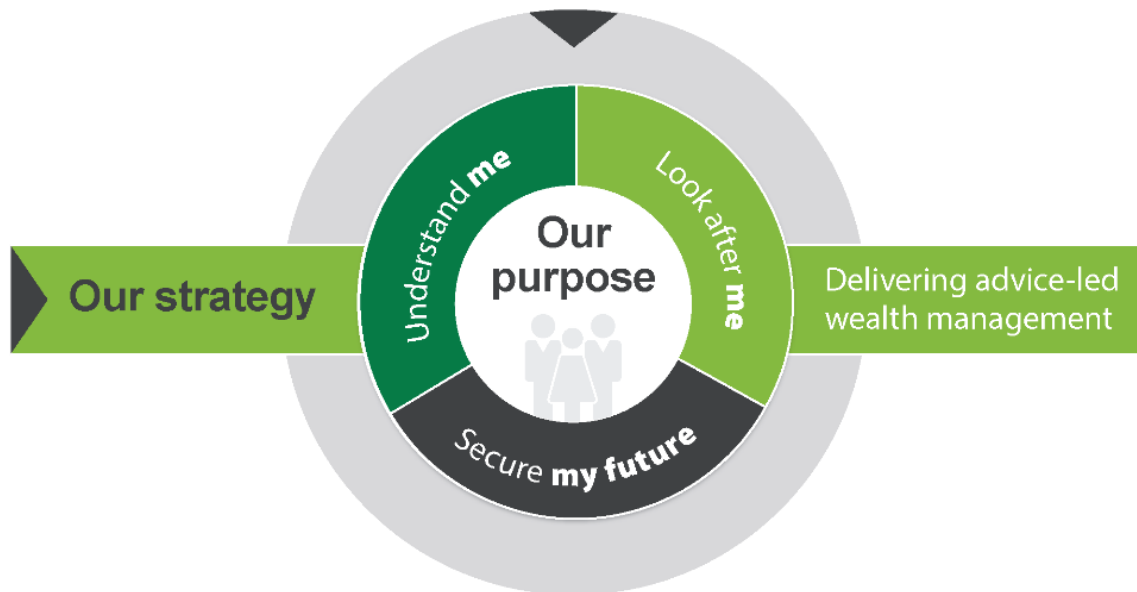 Understand me
Look after me
Our
purpose
Our strategy
Delivering advice-led
wealth management
Secure my future